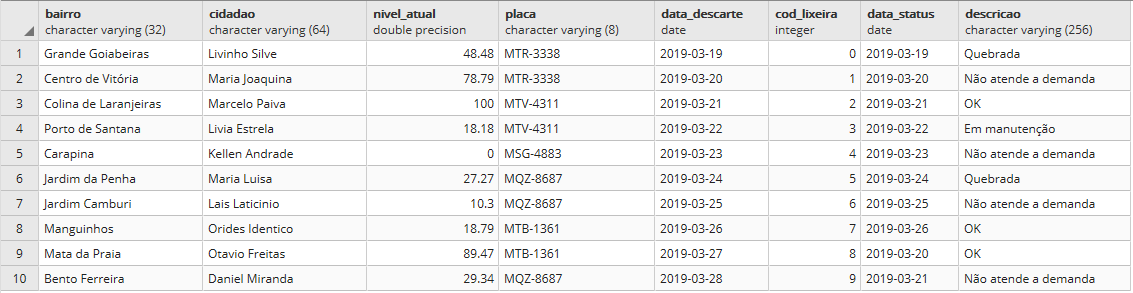 bairro cidadao nivel_atual placa data_descarte cod_lixeira data_status descricao
character varying (32) character varying (64) double precision character varying (8) date integer date character varying (256)
1 Grande Goiabeiras Livinho Silve 48.48 MTR-3338 2019-03-19 0 2019-03-19 Quebrada
2 Centro de Vitória Maria Joaquina 78.79 MTR-3338 2019-03-20 1 2019-03-20 Não atende a demanda
3 Colina de Laranjeiras Marcelo Paiva 100 MTV-4311 2019-03-21 2 2019-03-21 OK
4 Porto de Santana Livia Estrela 18.18 MTV-4311 2019-03-22 3 2019-03-22 Em manutenção
5 Carapina Kellen Andrade 0 MSG-4883 2019-03-23 4 2019-03-23 Não atende a demanda
6 Jardim da Penha Maria Luisa 27.27 MQZ-8687 2019-03-24 5 2019-03-24 Quebrada
7 Jardim Camburi Lais Laticinio 10.3 MQZ-8687 2019-03-25 6 2019-03-25 Não atende a demanda
8 Manguinhos Orides Identico 18.79 MTB-1361 2019-03-26 7 2019-03-26 OK
9 Mata da Praia Otavio Freitas 89.47 MTB-1361 2019-03-27 8 2019-03-20 OK
10 Bento Ferreira Daniel Miranda 29.34 MQZ-8687 2019-03-28 9 2019-03-21 Não atende a demanda